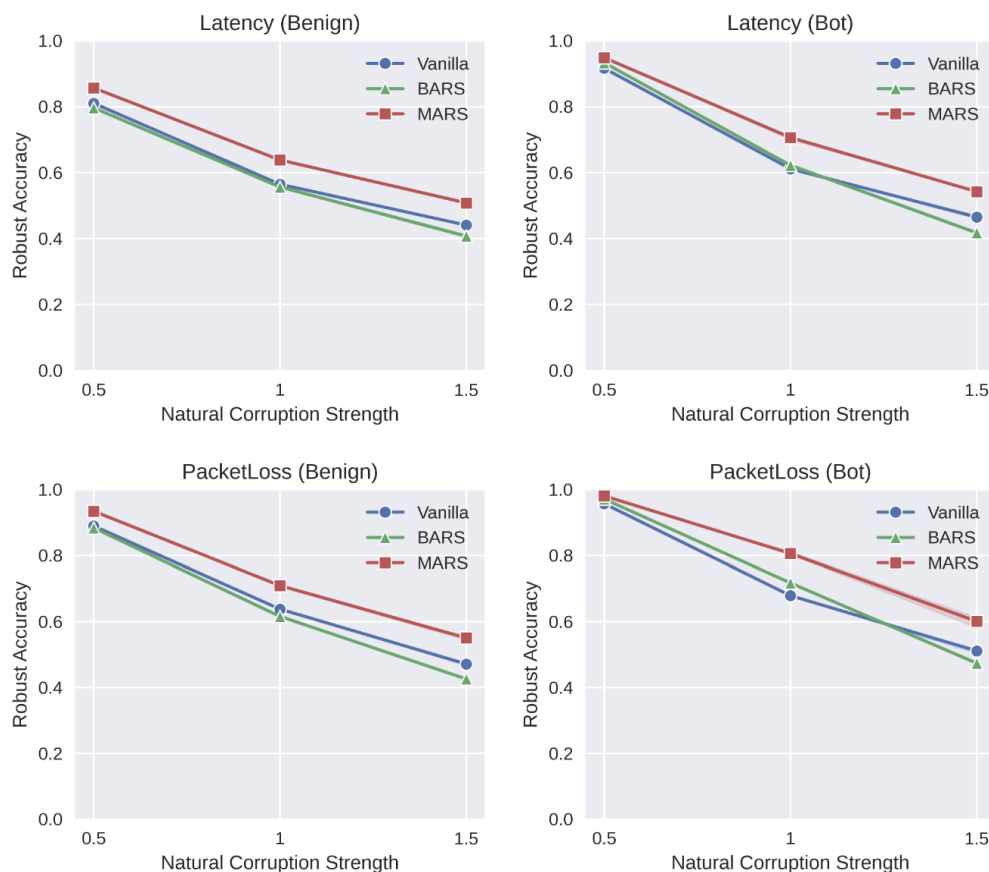 Latency (Benign)
Robust Accuracy
1.0
0.8
0.6
0.4
0.2
0.0
Vanilla
BARS
MARS
0.5
1
1.5
Natural Corruption Strength
Latency (Bot)
Robust Accuracy
1.0
0.8
0.6
0.4
0.2
0.0
Vanilla
BARS
MARS
0.5
1
1.5
Natural Corruption Strength
PacketLoss (Benign)
Robust Accuracy
1.0
0.8
0.6
0.4
0.2
0.0
Vanilla
BARS
MARS
0.5
1
1.5
Natural Corruption Strength
PacketLoss (Bot)
Robust Accuracy
1.0
0.8
0.6
0.4
0.2
0.0
Vanilla
BARS
MARS
0.5
1
1.5
Natural Corruption Strength